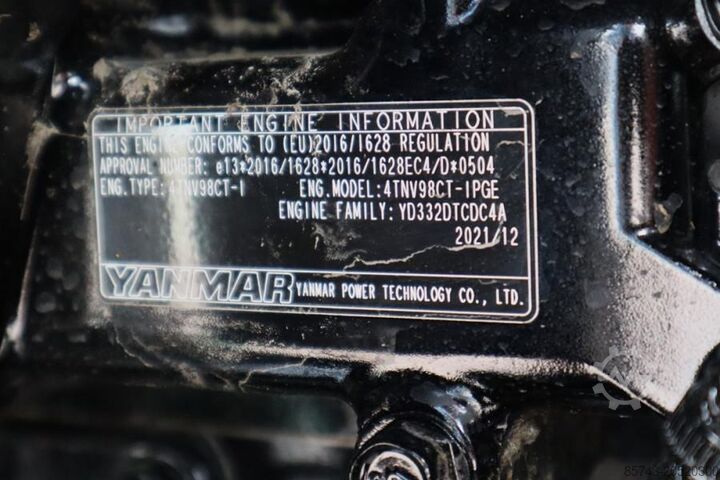 IMPORTANT ENGINE INFORMATION
THIS ENGINE CONFORMS TO (EU)2016/1628 REGULATION
APPROVAL NUMBER: e13*2016/1628*2016/1628EC4/D*0504
ENG.TYPE: 4TNV98CT-I ENG.MODEL:4TNV98CT-IPGE
ENGINE FAMILY: YD332DTCDC4A
2021/12
YANMAR YANMAR POWER TECHNOLOGY CO., LTD.